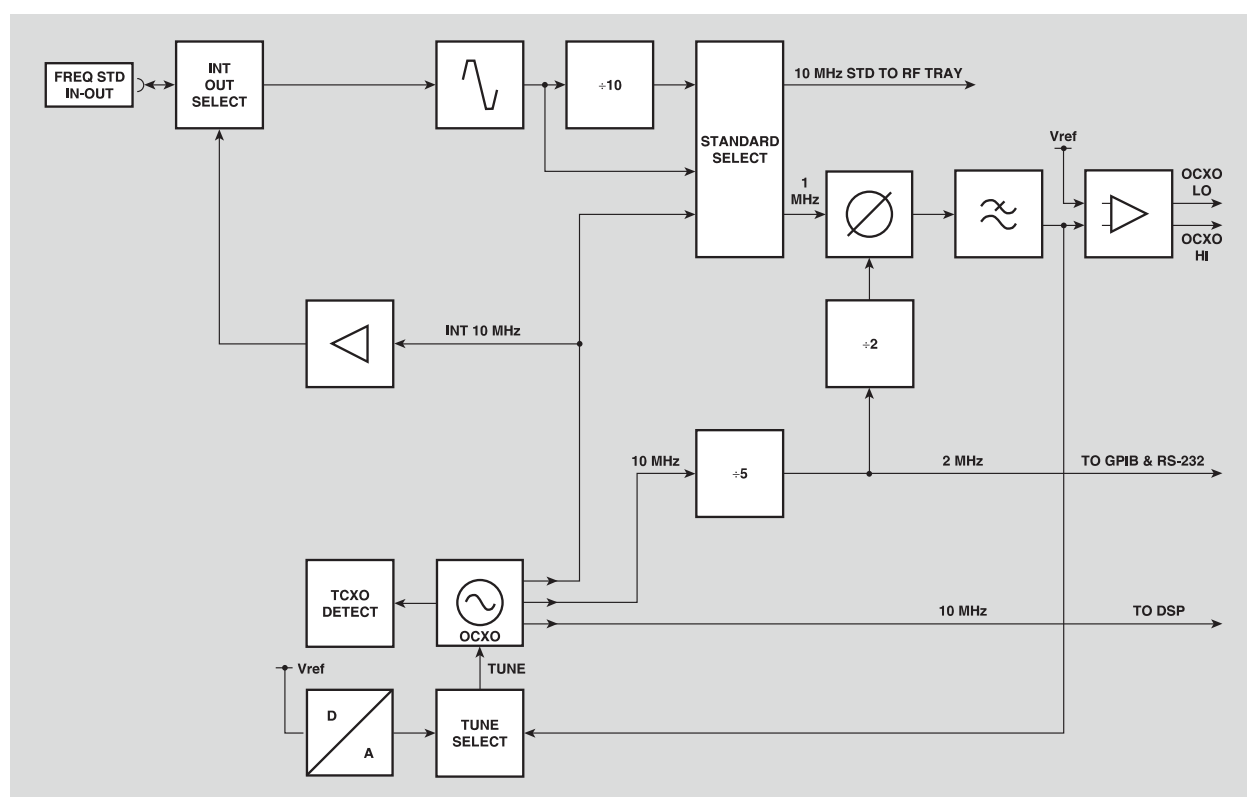 FREQ STD
IN-OUT
INT
OUT
SELECT
÷10
STANDARD
SELECT
10 MHz STD TO RF TRAY
1
MHz
Vref
OCXO
LO
OCXO
HI
INT 10 MHz
÷2
10 MHz
÷5
2 MHz
TO GPIB & RS-232
TCXO
DETECT
OCXO
10 MHz
TO DSP
Vref
TUNE
D
A
TUNE
SELECT